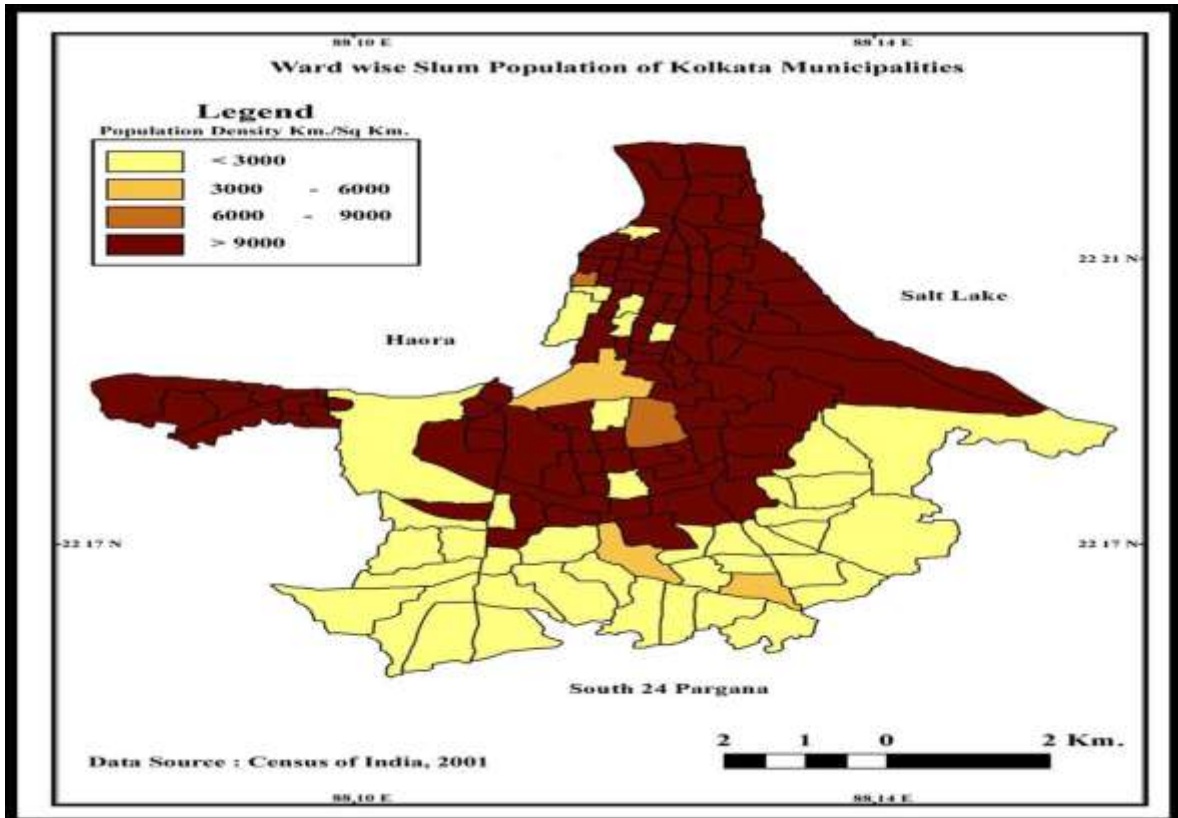 88 10 E
88 14 E
Ward wise Slum Population of Kolkata Municipalities
Legend
Population Density Km./Sq Km.
< 3000
3000 - 6000
6000 - 9000
> 9000
22 21 N
Salt Lake
Haora
22 17 N
22 17 N
South 24 Pargana
2 1 0 2 Km.
Data Source : Census of India, 2001
88 10 E
88 14 E